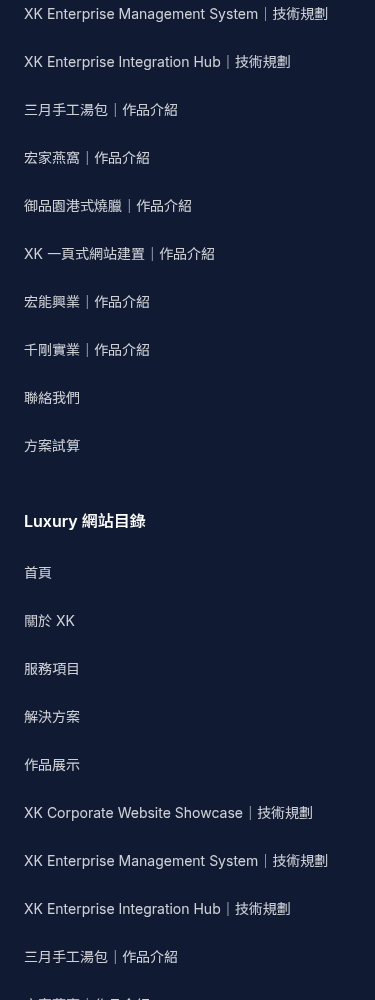 XK Enterprise Management System｜技術規劃
XK Enterprise Integration Hub｜技術規劃
三月手工湯包｜作品介紹
宏家燕窩｜作品介紹
御品園港式燒臘｜作品介紹
XK 一頁式網站建置｜作品介紹
宏能興業｜作品介紹
千剛實業｜作品介紹
聯絡我們
方案試算
Luxury 網站目錄
首頁
關於 XK
服務項目
解決方案
作品展示
XK Corporate Website Showcase｜技術規劃
XK Enterprise Management System｜技術規劃
XK Enterprise Integration Hub｜技術規劃
三月手工湯包｜作品介紹